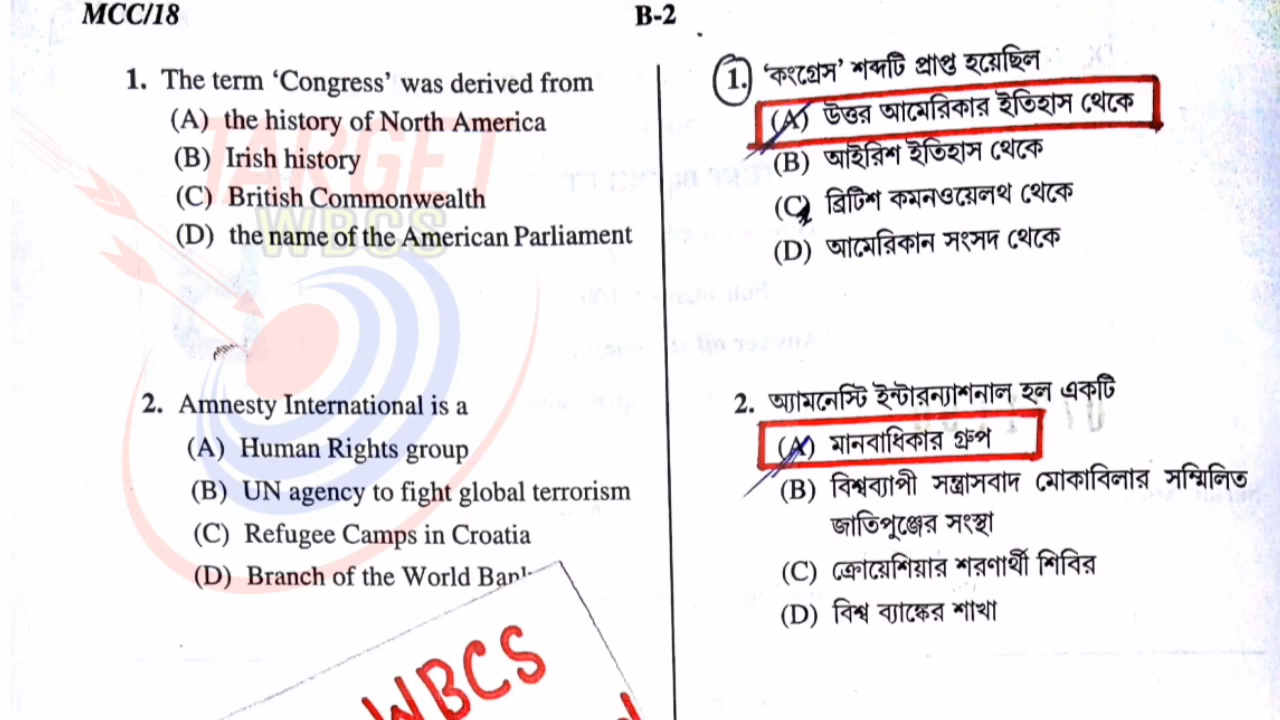 MCC/18
B-2
1. The term ‘Congress’ was derived from
(A) the history of North America
(B) Irish history
(C) British Commonwealth
(D) the name of the American Parliament
2. Amnesty International is a
(A) Human Rights group
(B) UN agency to fight global terrorism
(C) Refugee Camps in Croatia
(D) Branch of the World
1. ‘কংগ্রেস’ শব্দটি প্রাপ্ত হয়েছিল
(A) উত্তর আমেরিকার ইতিহাস থেকে
(B) আইরিশ ইতিহাস থেকে
(C) ব্রিটিশ কমনওয়েলথ থেকে
(D) আমেরিকান সংসদ থেকে
2. অ্যামনেস্টি ইন্টারন্যাশনাল হল একটি
(A) মানবাধিকার গ্রুপ
(B) বিশ্বব্যাপী সন্ত্রাসবাদ মোকাবিলার সম্মিলিত
জাতিপুঞ্জের সংস্থা
(C) ক্রোয়েশিয়ার শরণার্থী শিবির
(D) বিশ্ব ব্যাঙ্কের শাখা
TARGET
WBCS
WBCS